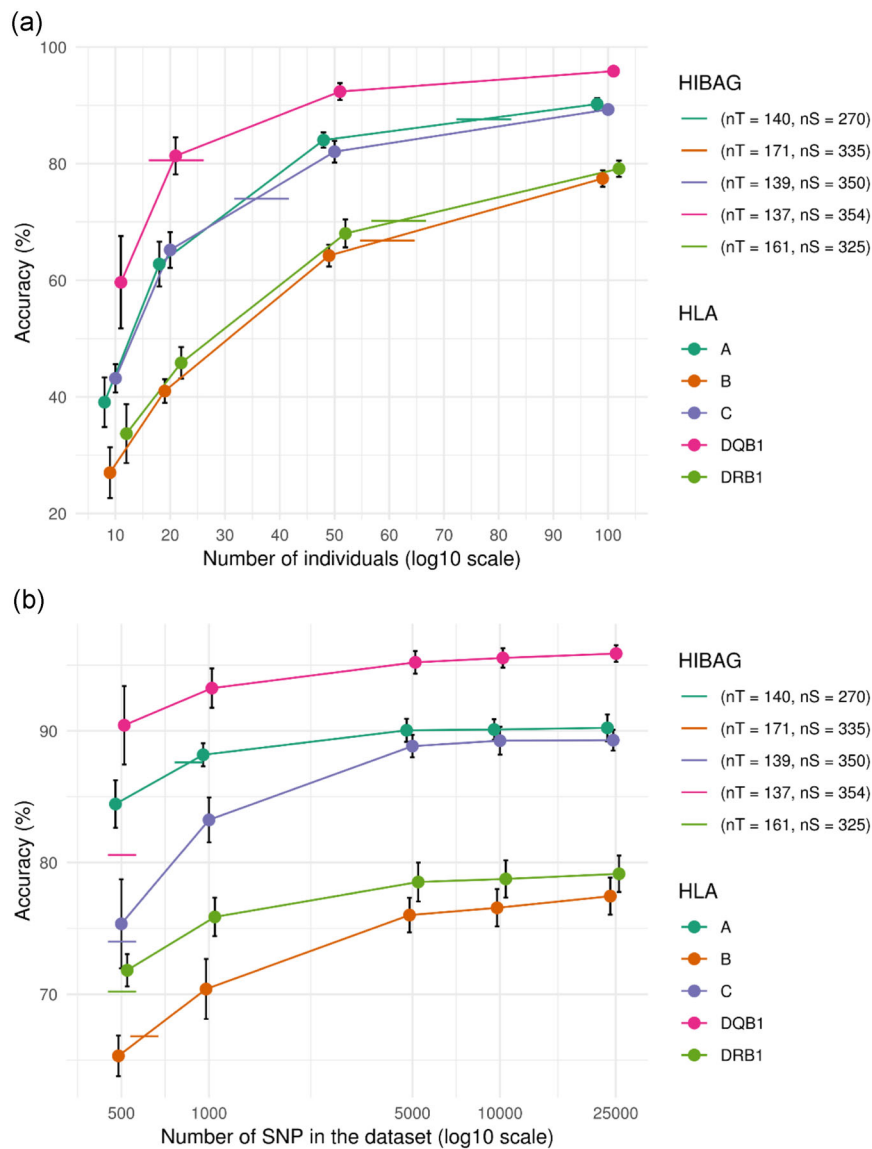 (a)
100
80
60
40
20
Accuracy (%)
10 20 30 40 50 60 70 80 90 100
Number of individuals (log10 scale)
HIBAG
(nT = 140, nS = 270)
(nT = 171, nS = 335)
(nT = 139, nS = 350)
(nT = 137, nS = 354)
(nT = 161, nS = 325)
HLA
A
B
C
DQB1
DRB1
(b)
90
80
70
Accuracy (%)
500 1000 5000 10000 25000
Number of SNP in the dataset (log10 scale)
HIBAG
(nT = 140, nS = 270)
(nT = 171, nS = 335)
(nT = 139, nS = 350)
(nT = 137, nS = 354)
(nT = 161, nS = 325)
HLA
A
B
C
DQB1
DRB1